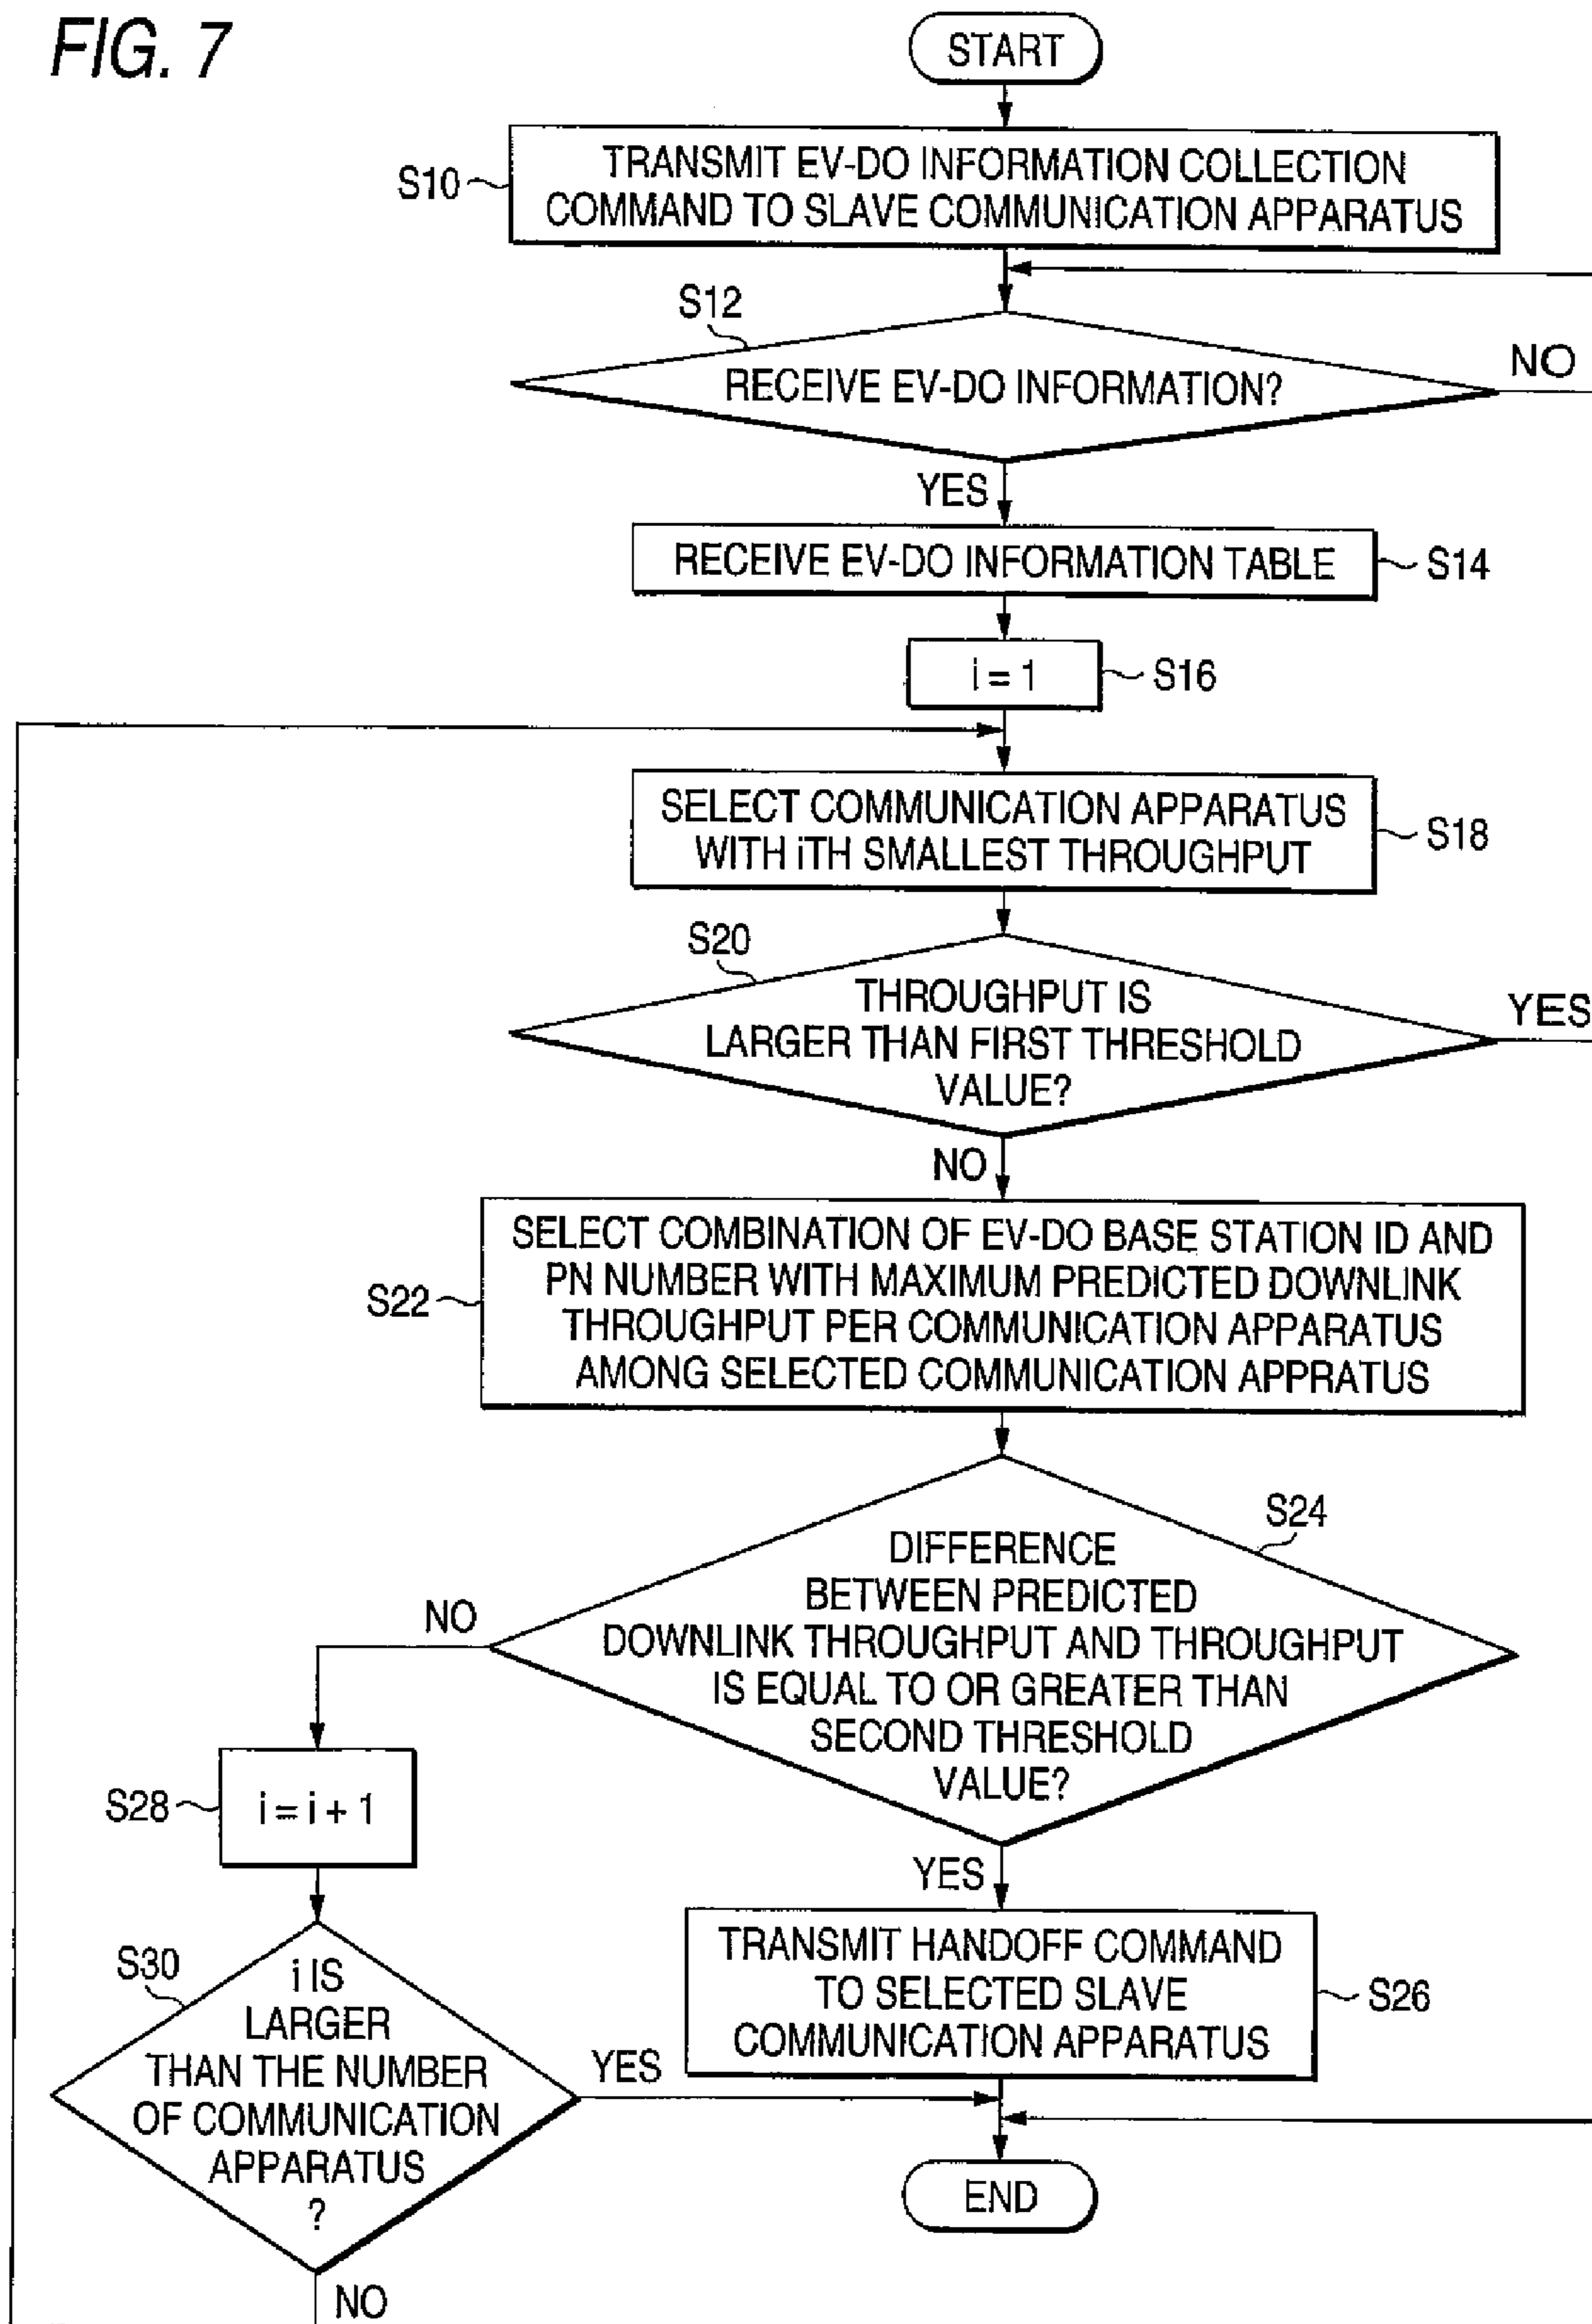 FIG. 7
START
S10
TRANSMIT EV-DO INFORMATION COLLECTION
COMMAND TO SLAVE COMMUNICATION APPARATUS
S12
RECEIVE EV-DO INFORMATION?
NO
YES
RECEIVE EV-DO INFORMATION TABLE
S14
i = 1
S16
SELECT COMMUNICATION APPARATUS
WITH iTH SMALLEST THROUGHPUT
S18
S20
THROUGHPUT IS
LARGER THAN FIRST THRESHOLD
VALUE?
YES
NO
S22
SELECT COMBINATION OF EV-DO BASE STATION ID AND
PN NUMBER WITH MAXIMUM PREDICTED DOWNLINK
THROUGHPUT PER COMMUNICATION APPARATUS
AMONG SELECTED COMMUNICATION APPRATUS
S24
DIFFERENCE
BETWEEN PREDICTED
DOWNLINK THROUGHPUT AND THROUGHPUT
IS EQUAL TO OR GREATER THAN
SECOND THRESHOLD
VALUE?
NO
YES
S28
i = i + 1
TRANSMIT HANDOFF COMMAND
TO SELECTED SLAVE
COMMUNICATION APPARATUS
S26
S30
i IS
LARGER
THAN THE NUMBER
OF COMMUNICATION
APPARATUS
?
YES
NO
END